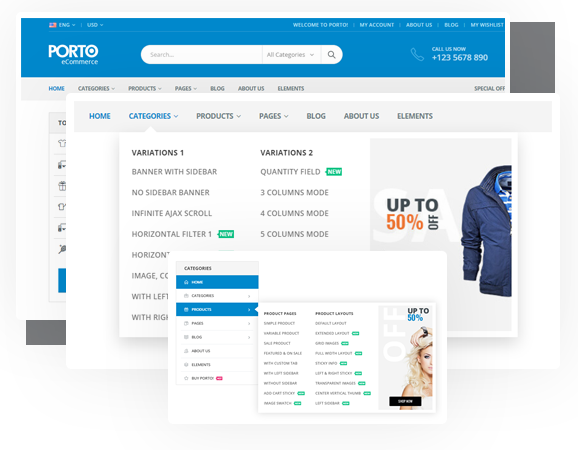 ENG USD WELCOME TO PORTO! MY ACCOUNT ABOUT US BLOG MY WISHLIST
PORTO
eCommerce
Search... All Categories
CALL US NOW
+123 5678 890
HOME CATEGORIES PRODUCTS PAGES BLOG ABOUT US ELEMENTS SPECIAL OFF
TO
HOME CATEGORIES PRODUCTS PAGES BLOG ABOUT US ELEMENTS
VARIATIONS 1
BANNER WITH SIDEBAR
NO SIDEBAR BANNER
INFINITE AJAX SCROLL
HORIZONTAL FILTER 1 NEW
HORIZON
IMAGE, CO
WITH LEFT
WITH RIGH
VARIATIONS 2
QUANTITY FIELD NEW
3 COLUMNS MODE
4 COLUMNS MODE
5 COLUMNS MODE
SA
UP TO
50% OFF
CATEGORIES
HOME
CATEGORIES
PRODUCTS
PAGES
BLOG
ABOUT US
ELEMENTS
BUY PORTO!
PRODUCT PAGES
SIMPLE PRODUCT
VARIABLE PRODUCT
SALE PRODUCT
FEATURED & ON SALE
WITH CUSTOM TAB
WITH LEFT SIDEBAR
WITHOUT SIDEBAR
ADD CART STICKY
IMAGE SWATCH
PRODUCT LAYOUTS
DEFAULT LAYOUT
EXTENDED LAYOUT
GRID IMAGES
FULL WIDTH LAYOUT
STICKY INFO
LEFT & RIGHT STICKY
TRANSPARENT IMAGES
CENTER VERTICAL THUMB
LEFT SIDEBAR
OFF
UP TO
50%
SHOP NOW